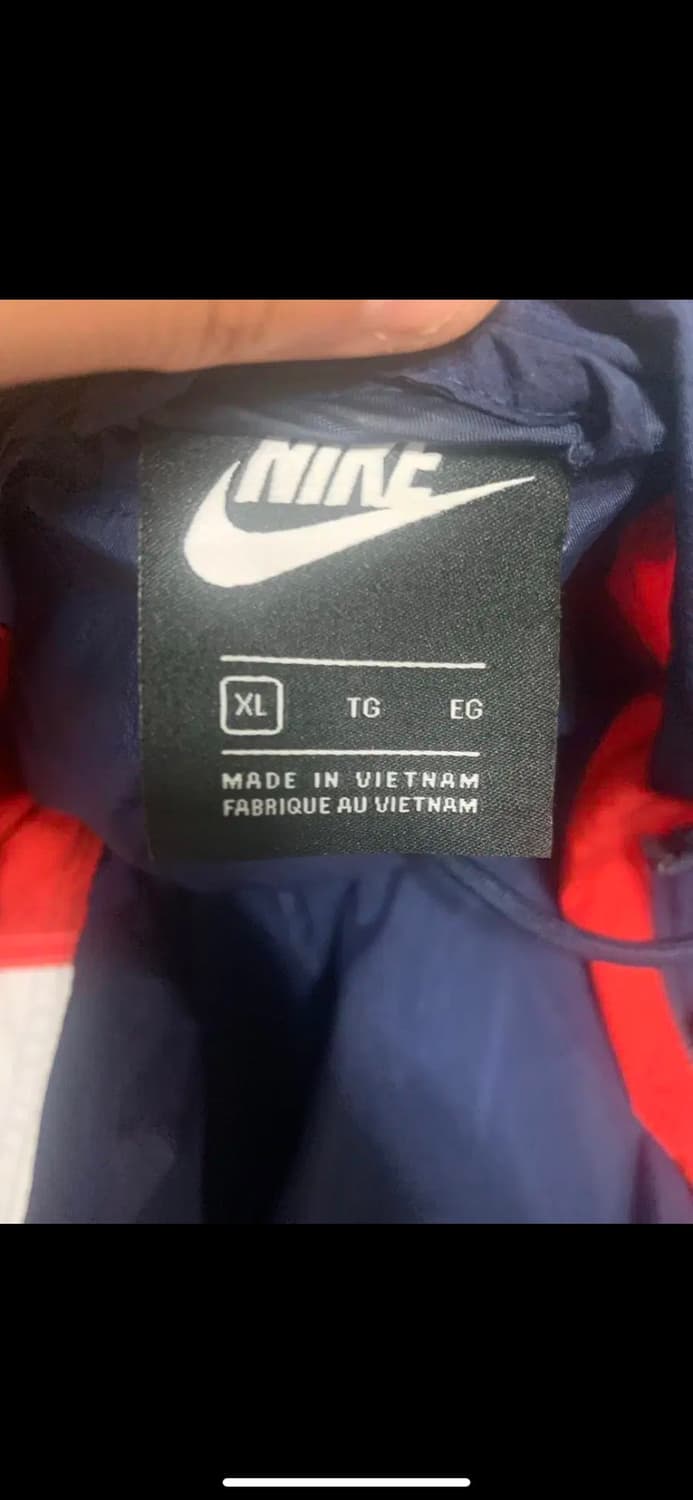 NIKE
XL TG EG
MADE IN VIETNAM
FABRIQUE AU VIETNAM